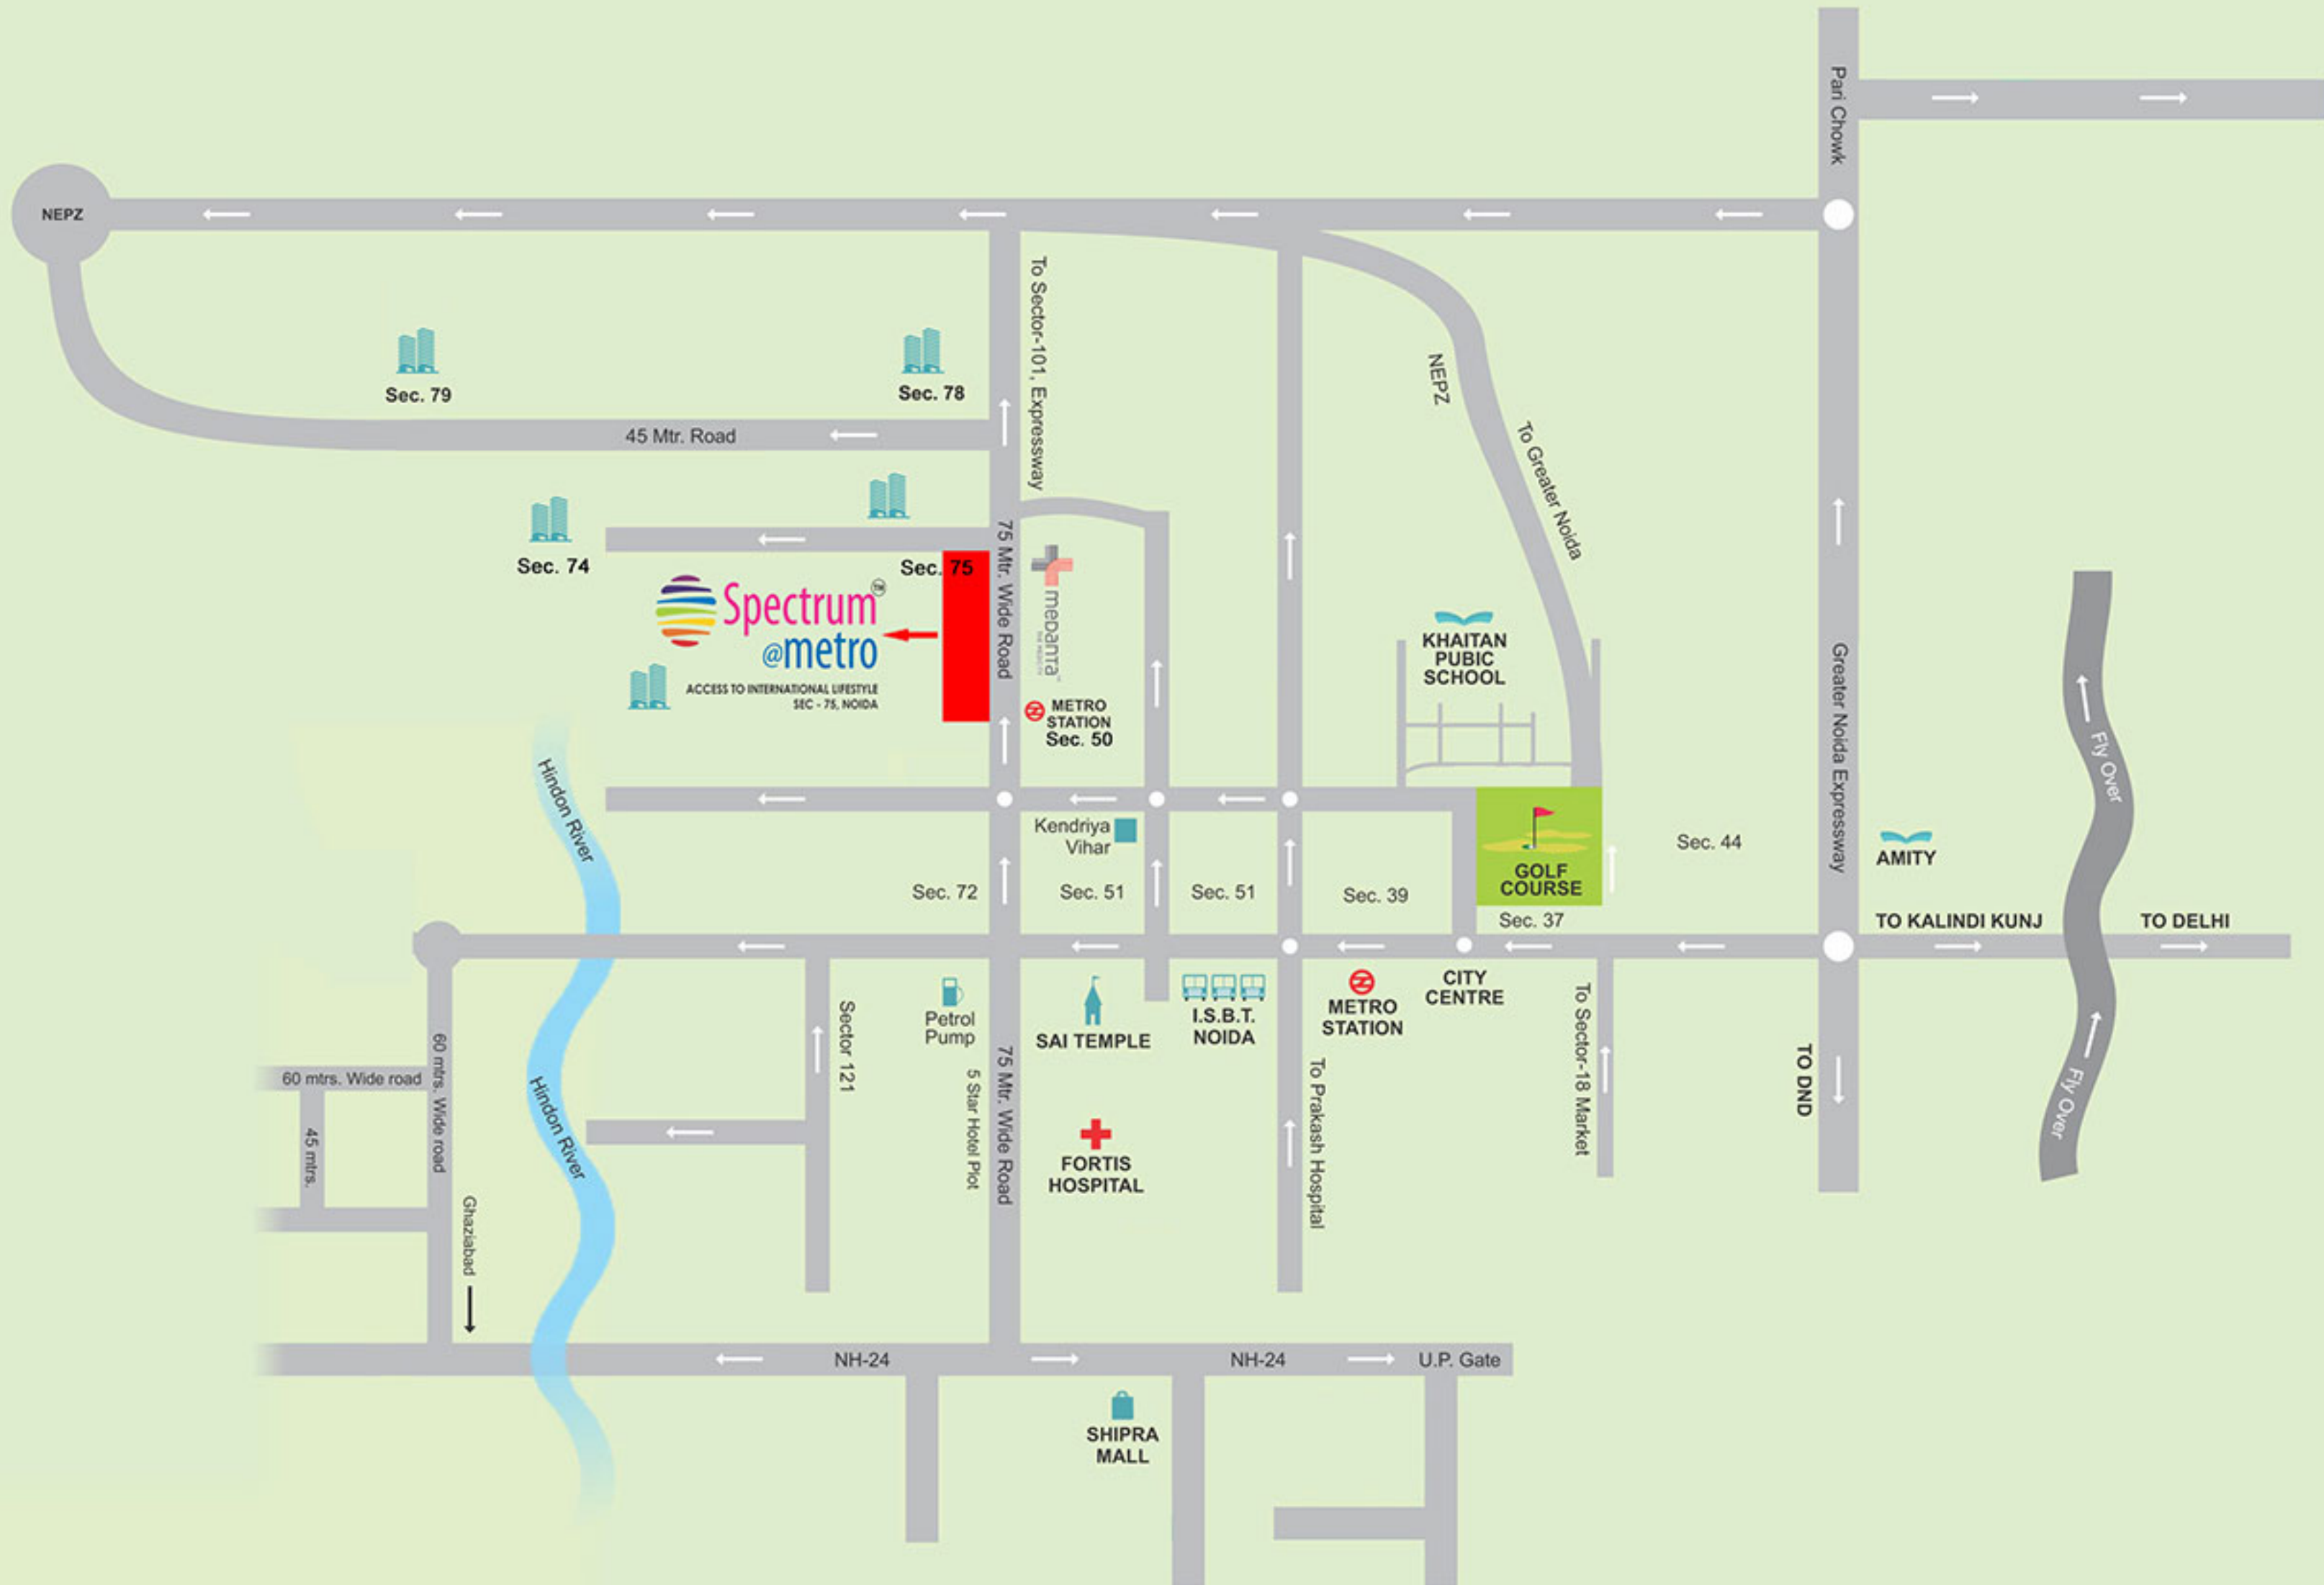 Pari Chowk
NEPZ
To Sector-101, Expressway
Sec. 79
Sec. 78
NEPZ
45 Mtr. Road
To Greater Noida
Sec. 74
Sec. 75
75 Mtr. Wide Road
Spectrum
@metro
ACCESS TO INTERNATIONAL LIFESTYLE
SEC - 75, NOIDA
meDanTa
METRO
STATION
Sec. 50
KHAITAN
PUBIC
SCHOOL
Greater Noida Expressway
Fly Over
Hindon River
Kendriya
Vihar
Sec. 44
AMITY
GOLF
COURSE
Sec. 72
Sec. 51
Sec. 51
Sec. 39
Sec. 37
TO KALINDI KUNJ
TO DELHI
Petrol
Pump
SAI TEMPLE
I.S.B.T.
NOIDA
METRO
STATION
CITY
CENTRE
To Sector-18 Market
TO DND
Fly Over
Sector 121
5 Star Hotel Plot
75 Mtr. Wide Road
To Prakash Hospital
60 mtrs. Wide road
60 mtrs. Wide road
45 mtrs.
Hindon River
FORTIS
HOSPITAL
Ghaziabad
NH-24
NH-24
U.P. Gate
SHIPRA
MALL